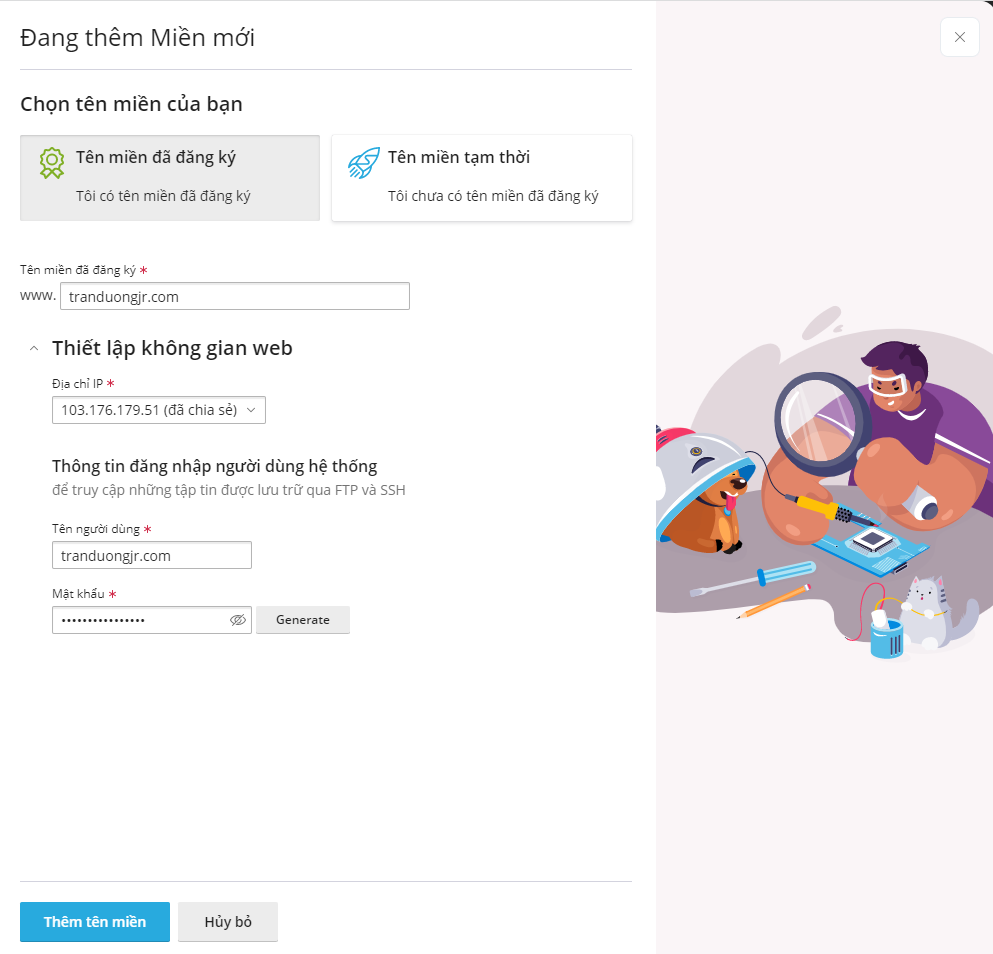 Đang thêm Miền mới
Chọn tên miền của bạn
Tên miền đã đăng ký
Tôi có tên miền đã đăng ký
Tên miền tạm thời
Tôi chưa có tên miền đã đăng ký
Tên miền đã đăng ký *
www. tranduongjr.com
Thiết lập không gian web
Địa chỉ IP *
103.176.179.51 (đã chia sẻ)
Thông tin đăng nhập người dùng hệ thống
để truy cập những tập tin được lưu trữ qua FTP và SSH
Tên người dùng *
tranduongjr.com
Mật khẩu *
•••••••••••••••• Generate
Thêm tên miền Hủy bỏ